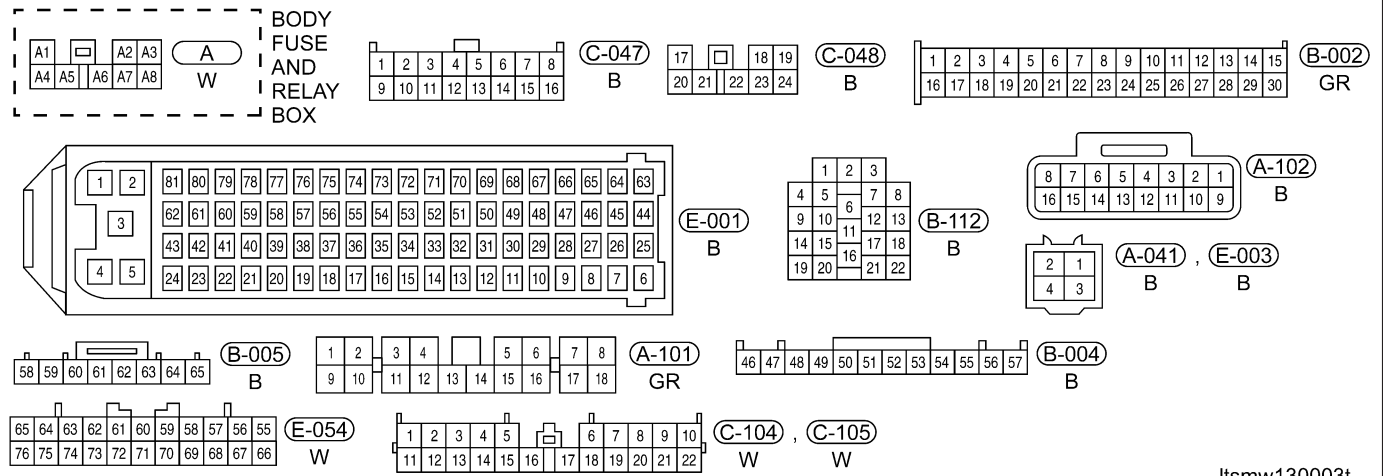 BODY
FUSE
AND
RELAY
BOX
A1 A2 A3
A4 A5 A6 A7 A8
A
W
1 2 3 4 5 6 7 8
9 10 11 12 13 14 15 16
C-047
B
17 18 19
20 21 22 23 24
C-048
B
1 2 3 4 5 6 7 8 9 10 11 12 13 14 15
16 17 18 19 20 21 22 23 24 25 26 27 28 29 30
B-002
GR
1 2
3
4 5
81 80 79 78 77 76 75 74 73 72 71 70 69 68 67 66 65 64 63
62 61 60 59 58 57 56 55 54 53 52 51 50 49 48 47 46 45 44
43 42 41 40 39 38 37 36 35 34 33 32 31 30 29 28 27 26 25
24 23 22 21 20 19 18 17 16 15 14 13 12 11 10 9 8 7 6
E-001
B
1 2 3
4 5 6 7 8
9 10 11 12 13
14 15 16 17 18
19 20 21 22
B-112
B
8 7 6 5 4 3 2 1
16 15 14 13 12 11 10 9
A-102
B
2 1
4 3
A-041 , E-003
B B
58 59 60 61 62 63 64 65
B-005
B
1 2 3 4 5 6 7 8
9 10 11 12 13 14 15 16 17 18
A-101
GR
46 47 48 49 50 51 52 53 54 55 56 57
B-004
B
65 64 63 62 61 60 59 58 57 56 55
76 75 74 73 72 71 70 69 68 67 66
E-054
W
1 2 3 4 5 6 7 8 9 10
11 12 13 14 15 16 17 18 19 20 21 22
C-104 , C-105
W W